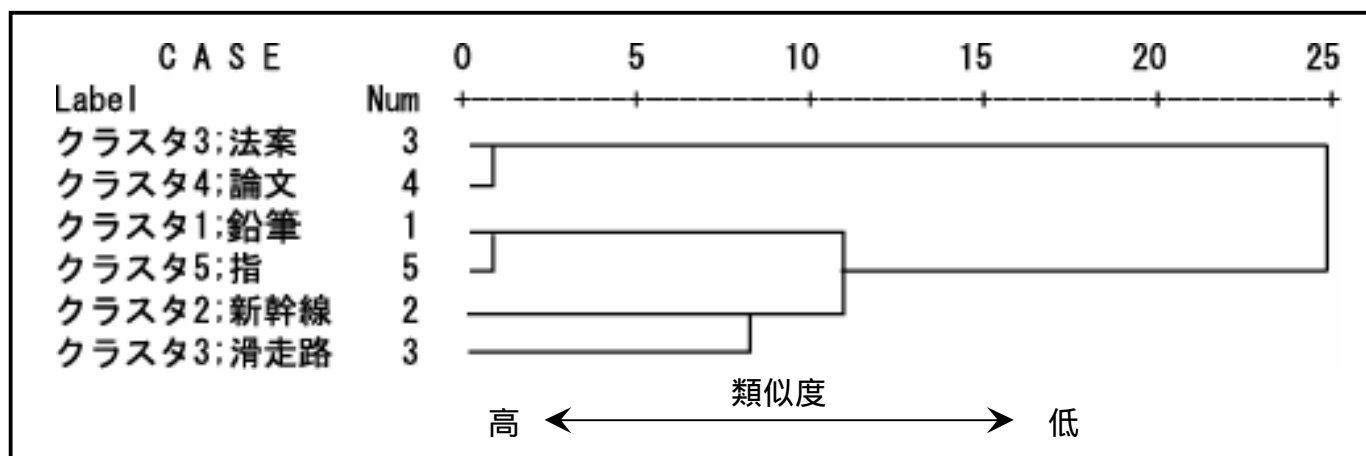 C A S E 0 5 10 15 20 25
Label Num +---------+---------+---------+---------+---------+
クラスタ3;法案 3
クラスタ4;論文 4
クラスタ1;鉛筆 1
クラスタ5;指 5
クラスタ2;新幹線 2
クラスタ3;滑走路 3
類似度
高 低